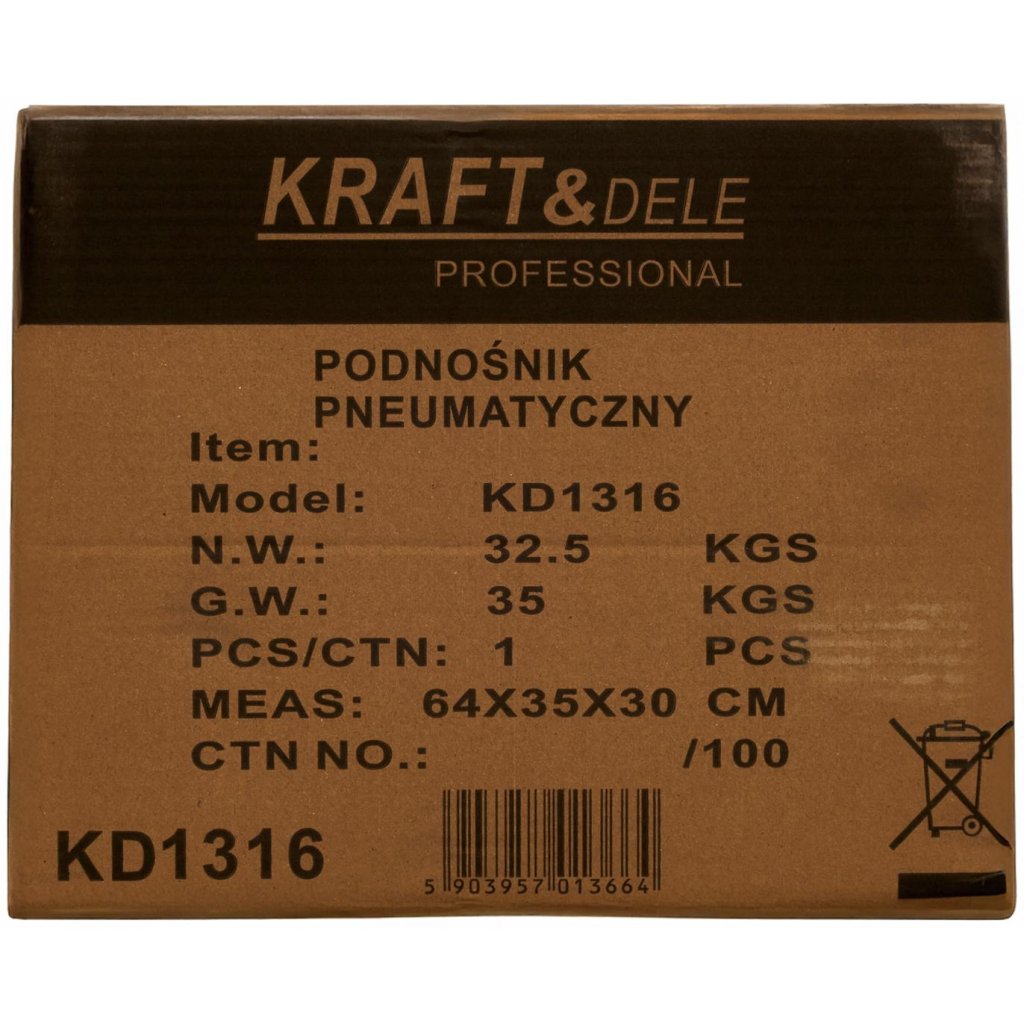 KRAFT&DELE
PROFESSIONAL
PODNOŚNIK
PNEUMATYCZNY
Item:
Model: KD1316
N.W.: 32.5 KGS
G.W.: 35 KGS
PCS/CTN: 1 PCS
MEAS: 64X35X30 CM
CTN NO.: /100
KD1316
5 903957 013664